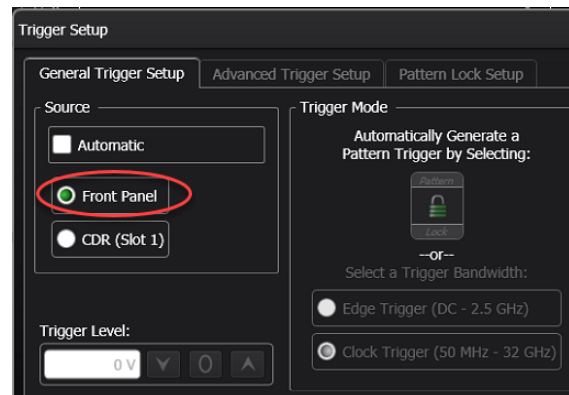 Trigger Setup
General Trigger Setup
Advanced Trigger Setup
Pattern Lock Setup
Source
Automatic
Front Panel
CDR (Slot 1)
Trigger Level:
0 V
0
Trigger Mode
Automatically Generate a
Pattern Trigger by Selecting:
Pattern
Lock
--or--
Select a Trigger Bandwidth:
Edge Trigger (DC - 2.5 GHz)
Clock Trigger (50 MHz - 32 GHz)